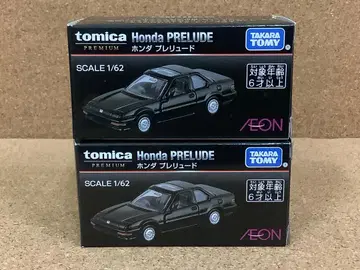 tomica Honda PRELUDE
PREMIUM ホンダ プレリュード
TAKARA TOMY
SCALE 1/62
対象年齢
6才以上
ÆON
tomica Honda PRELUDE
PREMIUM ホンダ プレリュード
TAKARA TOMY
SCALE 1/62
対象年齢
6才以上
ÆON